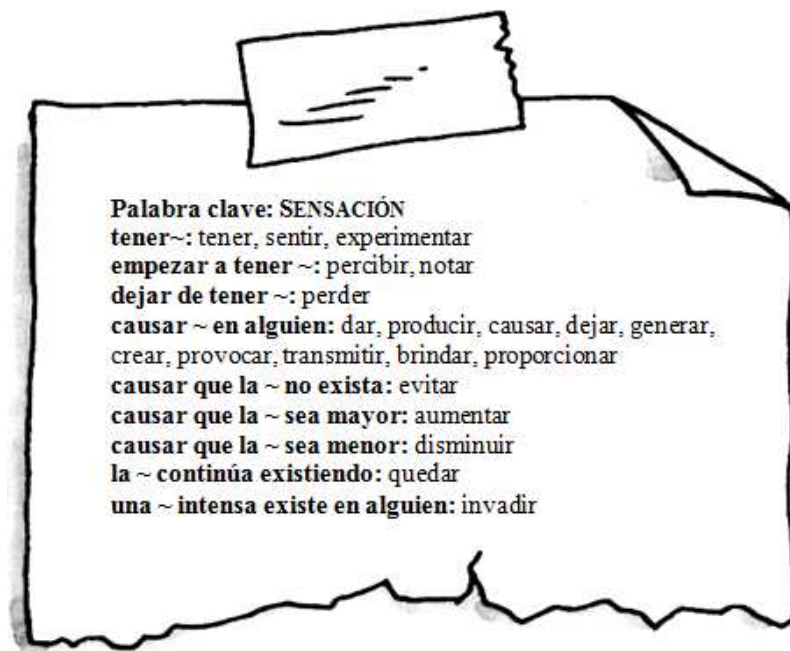 Palabra clave: SENSACIÓN
tener~: tener, sentir, experimentar
empezar a tener ~: percibir, notar
dejar de tener ~: perder
causar ~ en alguien: dar, producir, causar, dejar, generar,
crear, provocar, transmitir, brindar, proporcionar
causar que la ~ no exista: evitar
causar que la ~ sea mayor: aumentar
causar que la ~ sea menor: disminuir
la ~ continúa existiendo: quedar
una ~ intensa existe en alguien: invadir